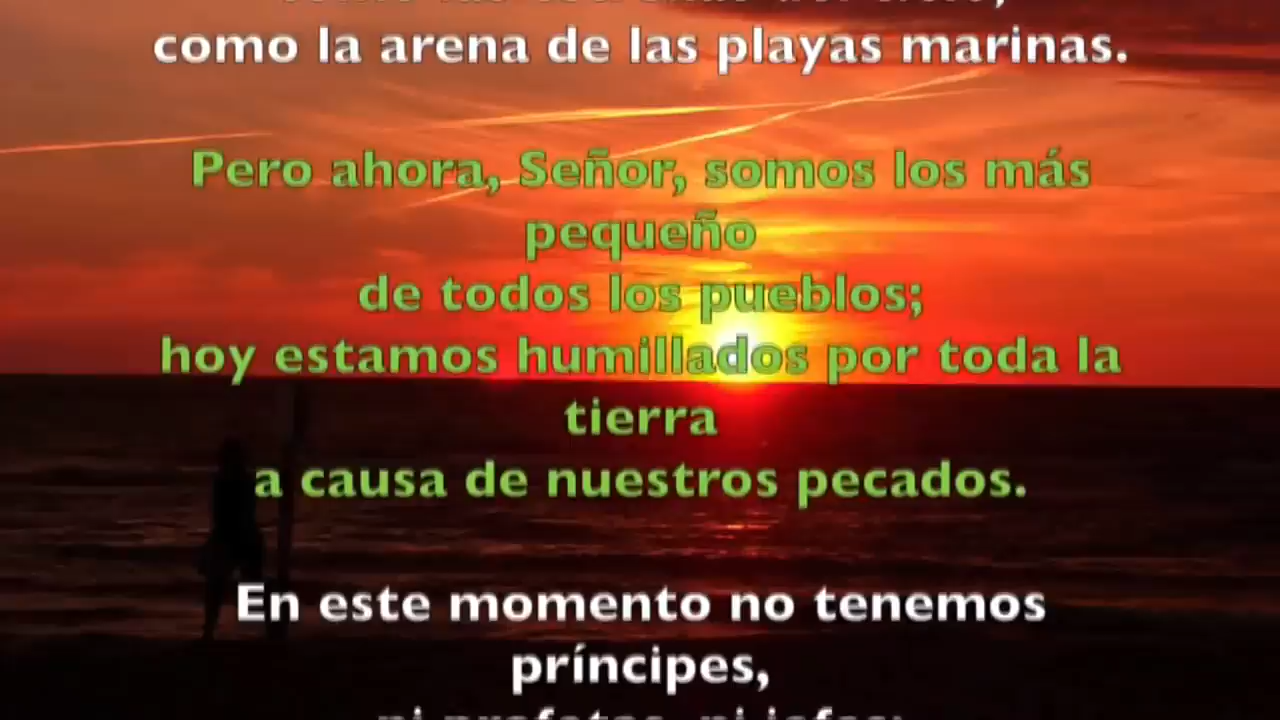 como la arena de las playas marinas.
Pero ahora, Señor, somos los más
pequeño
de todos los pueblos;
hoy estamos humillados por toda la
tierra
a causa de nuestros pecados.
En este momento no tenemos
príncipes,